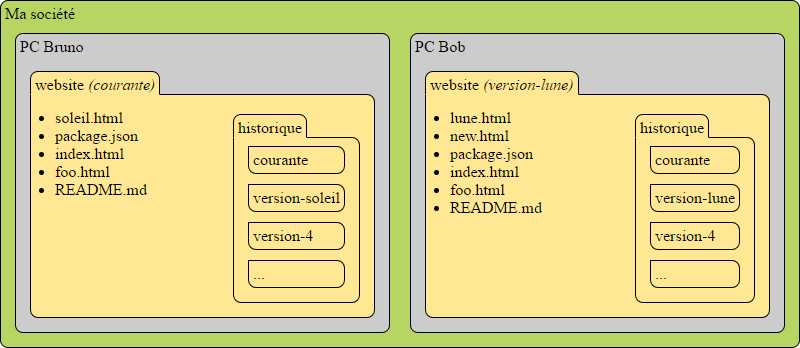 Ma société
PC Bruno
website (courante)
soleil.html
package.json
index.html
foo.html
README.md
historique
courante
version-soleil
version-4
...
PC Bob
website (version-lune)
lune.html
new.html
package.json
index.html
foo.html
README.md
historique
courante
version-lune
version-4
...